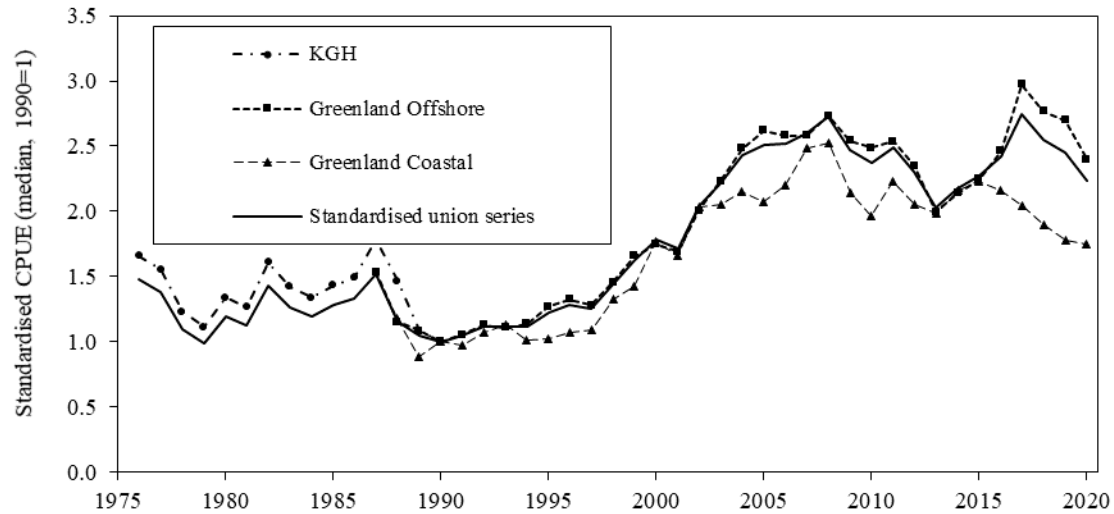 Standardised CPUE (median, 1990=1)
3.5
3.0
2.5
2.0
1.5
1.0
0.5
0.0
KGH
Greenland Offshore
Greenland Coastal
Standardised union series
1975 1980 1985 1990 1995 2000 2005 2010 2015 2020